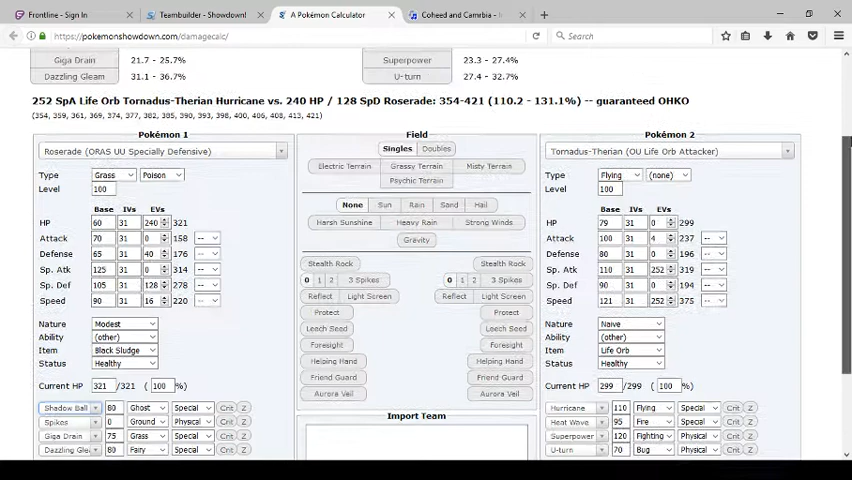 Frontline - Sign In
Teambuilder - Showdown!
A Pokémon Calculator
Coheed and Cambria -
https://pokemonshowdown.com/damagecalc/
Search
Giga Drain 21.7 - 25.7%
Dazzling Gleam 31.1 - 36.7%
Superpower 23.3 - 27.4%
U-turn 27.4 - 32.7%
252 SpA Life Orb Tornadus-Therian Hurricane vs. 240 HP / 128 SpD Roserade: 354-421 (110.2 - 131.1%) -- guaranteed OHKO
(354, 359, 361, 369, 374, 377, 382, 385, 390, 393, 398, 400, 406, 408, 413, 421)
Pokémon 1
Roserade (ORAS UU Specially Defensive)
Type Grass Poison
Level 100
Base IVs EVs
HP 60 31 240 321
Attack 70 31 0 158 --
Defense 65 31 40 176 --
Sp. Atk 125 31 0 314 --
Sp. Def 105 31 128 278 --
Speed 90 31 16 220 --
Nature Modest
Ability (other)
Item Black Sludge
Status Healthy
Current HP 321 /321 ( 100 %)
Shadow Ball 80 Ghost Special Crit Z
Spikes 0 Ground Physical Crit Z
Giga Drain 75 Grass Special Crit Z
Dazzling Glea 80 Fairy Special Crit Z
Field
Singles Doubles
Electric Terrain Grassy Terrain Misty Terrain
Psychic Terrain
None Sun Rain Sand Hail
Harsh Sunshine Heavy Rain Strong Winds
Gravity
Stealth Rock Stealth Rock
0 1 2 3 Spikes 0 1 2 3 Spikes
Reflect Light Screen Reflect Light Screen
Protect Protect
Leech Seed Leech Seed
Foresight Foresight
Helping Hand Helping Hand
Friend Guard Friend Guard
Aurora Veil Aurora Veil
Import Team
Pokémon 2
Tornadus-Therian (OU Life Orb Attacker)
Type Flying (none)
Level 100
Base IVs EVs
HP 79 31 0 299
Attack 100 31 4 237 --
Defense 80 31 0 196 --
Sp. Atk 110 31 252 319 --
Sp. Def 90 31 0 194 --
Speed 121 31 252 375 --
Nature Naive
Ability (other)
Item Life Orb
Status Healthy
Current HP 299 /299 ( 100 %)
Hurricane 110 Flying Special Crit Z
Heat Wave 95 Fire Special Crit Z
Superpower 120 Fighting Physical Crit Z
U-turn 70 Bug Physical Crit Z